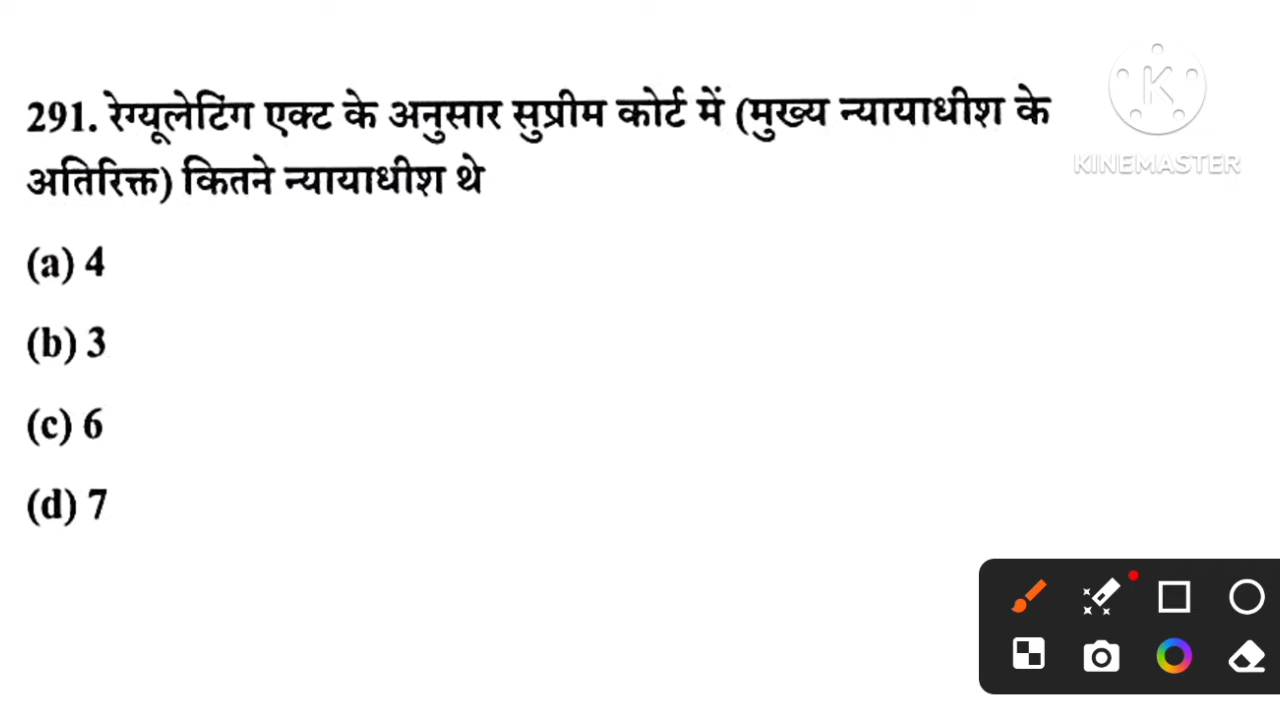 291. रेग्यूलेटिंग एक्ट के अनुसार सुप्रीम कोर्ट में (मुख्य न्यायाधीश के
अतिरिक्त) कितने न्यायाधीश थे
(a) 4
(b) 3
(c) 6
(d) 7
K
KINEMASTER